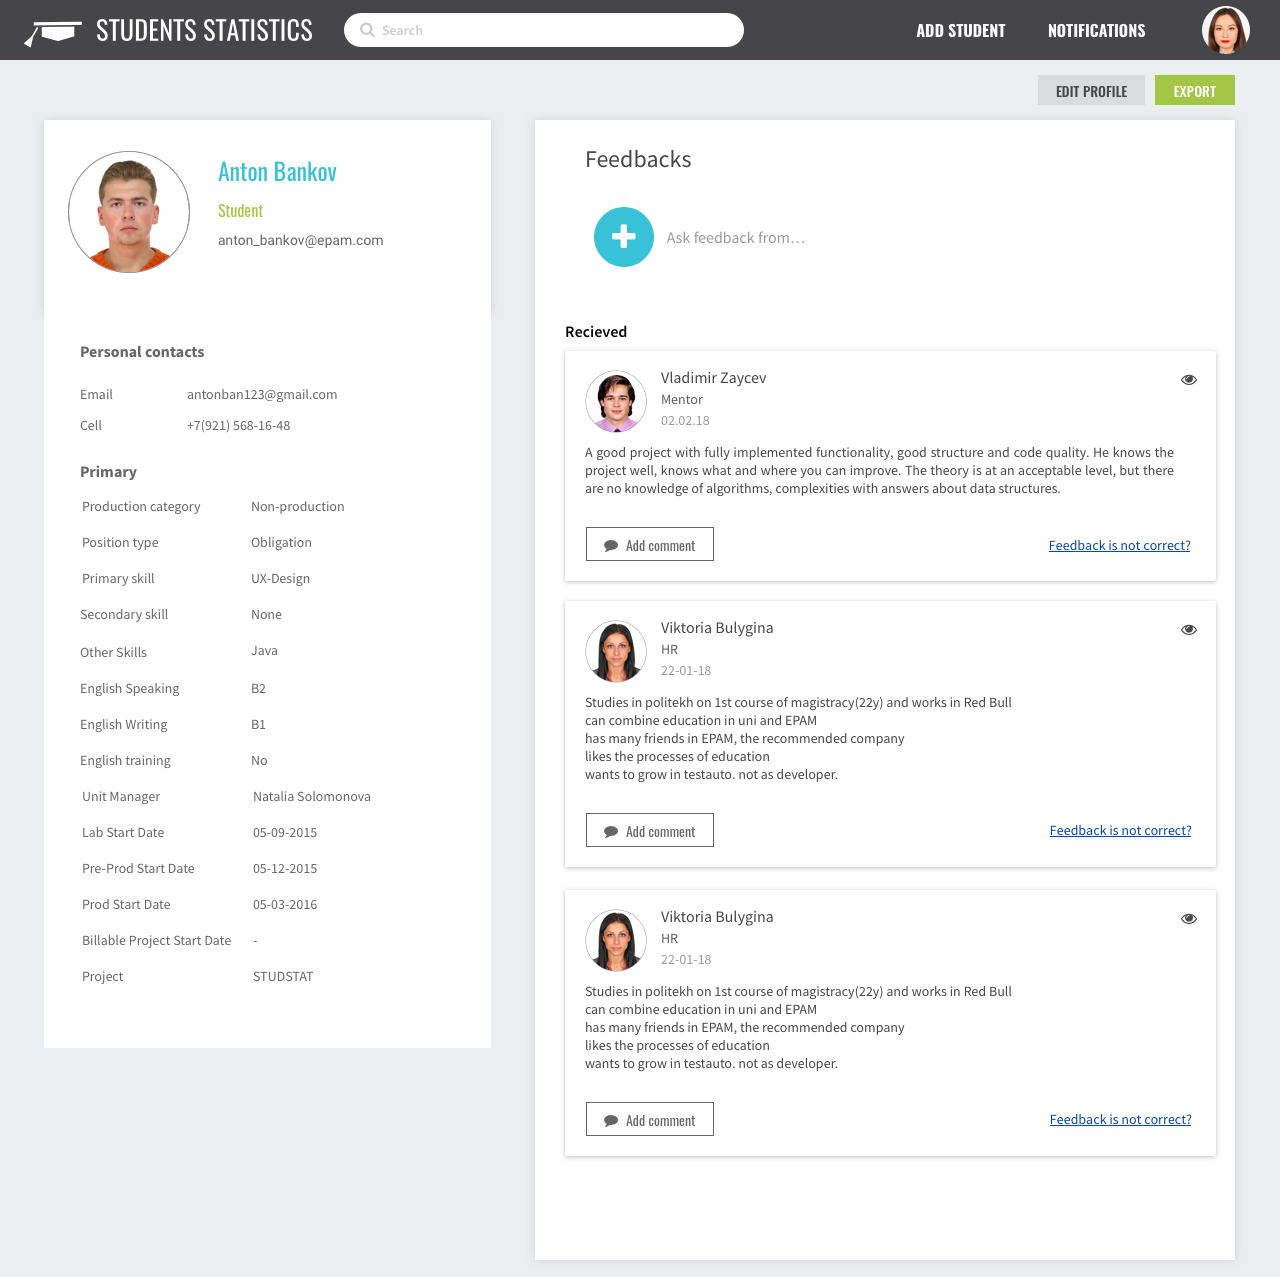 STUDENTS STATISTICS
Search
ADD STUDENT
NOTIFICATIONS
EDIT PROFILE
EXPORT
Anton Bankov
Student
anton_bankov@epam.com
Personal contacts
Email antonban123@gmail.com
Cell +7(921) 568-16-48
Primary
Production category Non-production
Position type Obligation
Primary skill UX-Design
Secondary skill None
Other Skills Java
English Speaking B2
English Writing B1
English training No
Unit Manager Natalia Solomonova
Lab Start Date 05-09-2015
Pre-Prod Start Date 05-12-2015
Prod Start Date 05-03-2016
Billable Project Start Date -
Project STUDSTAT
Feedbacks
Ask feedback from...
Recieved
Vladimir Zaycev
Mentor
02.02.18
A good project with fully implemented functionality, good structure and code quality. He knows the
project well, knows what and where you can improve. The theory is at an acceptable level, but there
are no knowledge of algorithms, complexities with answers about data structures.
Add comment
Feedback is not correct?
Viktoria Bulygina
HR
22-01-18
Studies in politekh on 1st course of magistracy(22y) and works in Red Bull
can combine education in uni and EPAM
has many friends in EPAM, the recommended company
likes the processes of education
wants to grow in testauto. not as developer.
Add comment
Feedback is not correct?
Viktoria Bulygina
HR
22-01-18
Studies in politekh on 1st course of magistracy(22y) and works in Red Bull
can combine education in uni and EPAM
has many friends in EPAM, the recommended company
likes the processes of education
wants to grow in testauto. not as developer.
Add comment
Feedback is not correct?